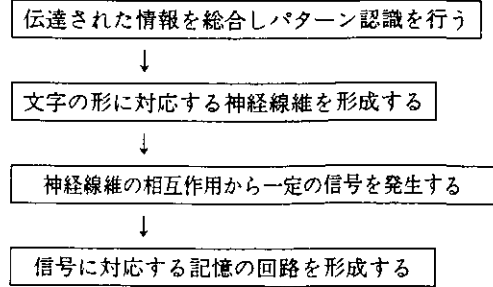 伝達された情報を総合しパターン認識を行う
↓
文字の形に対応する神経線維を形成する
↓
神経線維の相互作用から一定の信号を発生する
↓
信号に対応する記憶の回路を形成する